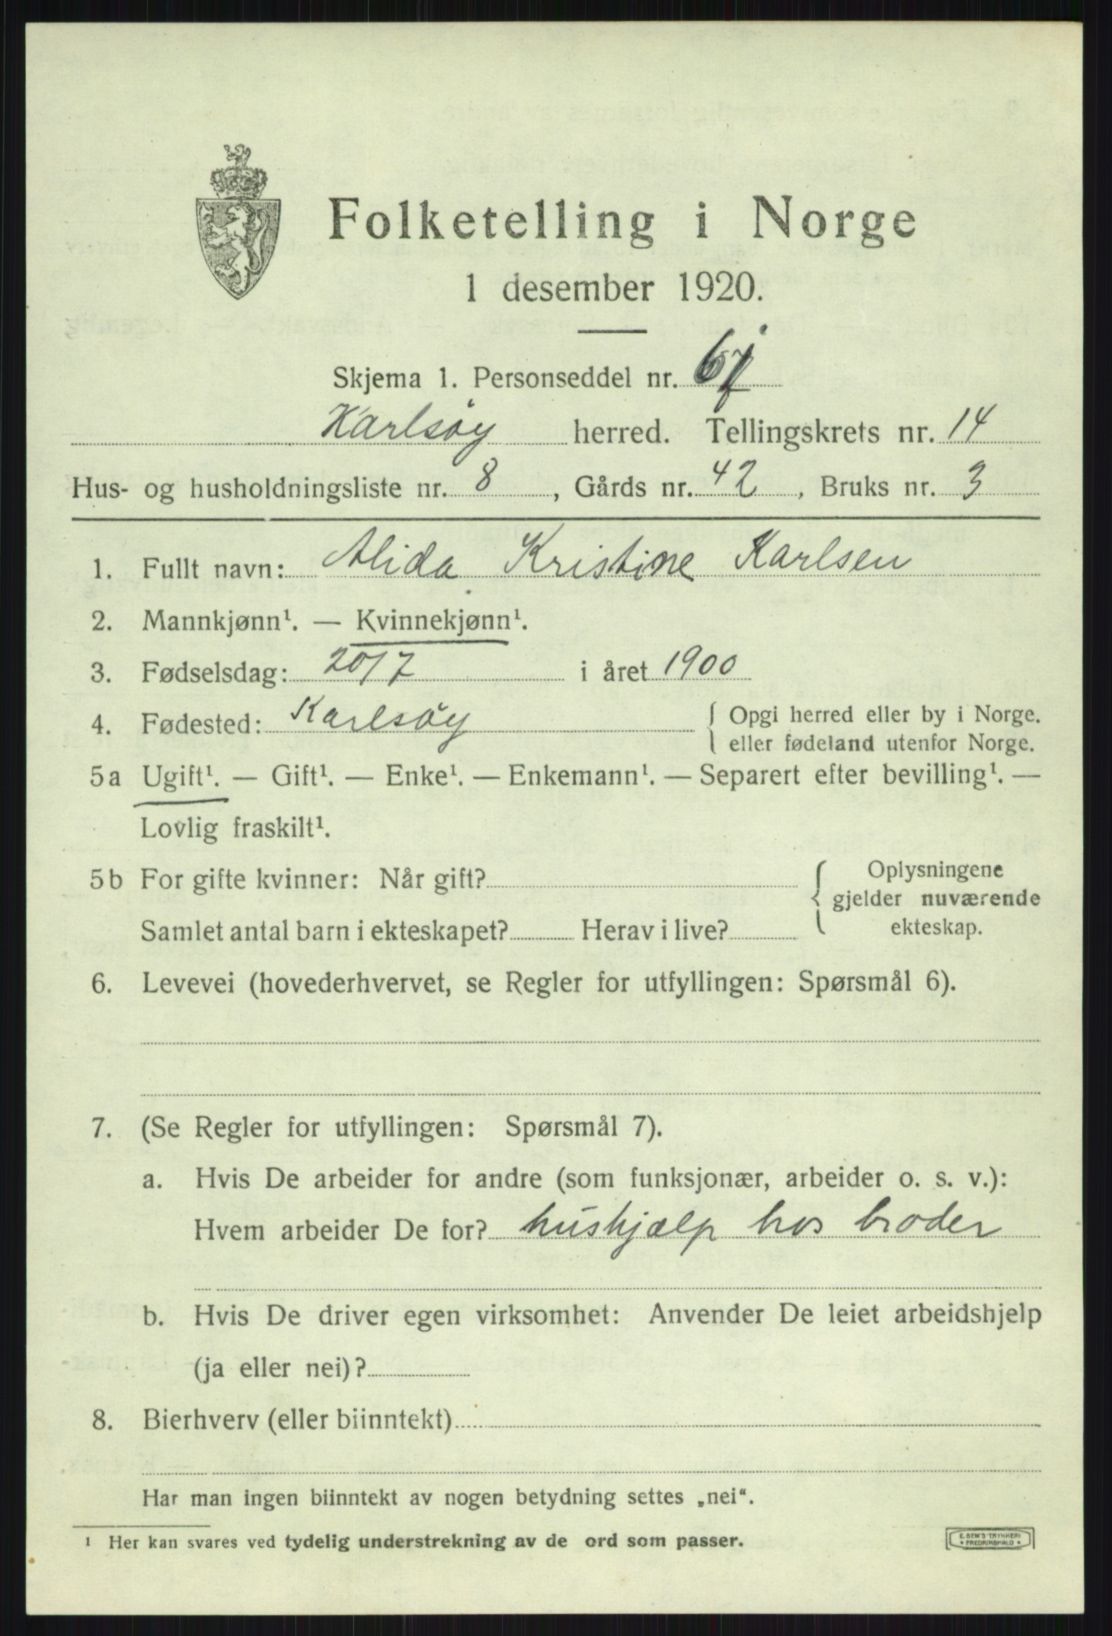 Folketelling i Norge
1 desember 1920.
Skjema 1. Personseddel nr.
Karlsøy herred. Tellingskrets nr. 14
Hus- og husholdningsliste nr. 8, Gårds nr. 42, Bruks nr. 3
1. Fullt navn: Alida Kristine Karlsen
2. Mannkjønn¹. — Kvinnekjønn¹.
3. Fødselsdag: 20/7 i året 1900
4. Fødested: Karlsøy { Opgi herred eller by i Norge.
eller fødeland utenfor Norge.
5a Ugift¹. — Gift¹. — Enke¹. — Enkemann¹. — Separert efter bevilling¹. —
Lovlig fraskilt¹.
5b For gifte kvinner: Når gift? { Oplysningene
gjelder nuværende
Samlet antal barn i ekteskapet? Herav i live? ekteskap.
6. Levevei (hovederhvervet, se Regler for utfyllingen: Spørsmål 6).
7. (Se Regler for utfyllingen: Spørsmål 7).
a. Hvis De arbeider for andre (som funksjonær, arbeider o. s. v.):
Hvem arbeider De for? hushjælp hos broder
b. Hvis De driver egen virksomhet: Anvender De leiet arbeidshjelp
(ja eller nei)?
8. Bierhverv (eller biinntekt)
Har man ingen biinntekt av nogen betydning settes „nei".
¹ Her kan svares ved tydelig understrekning av de ord som passer.